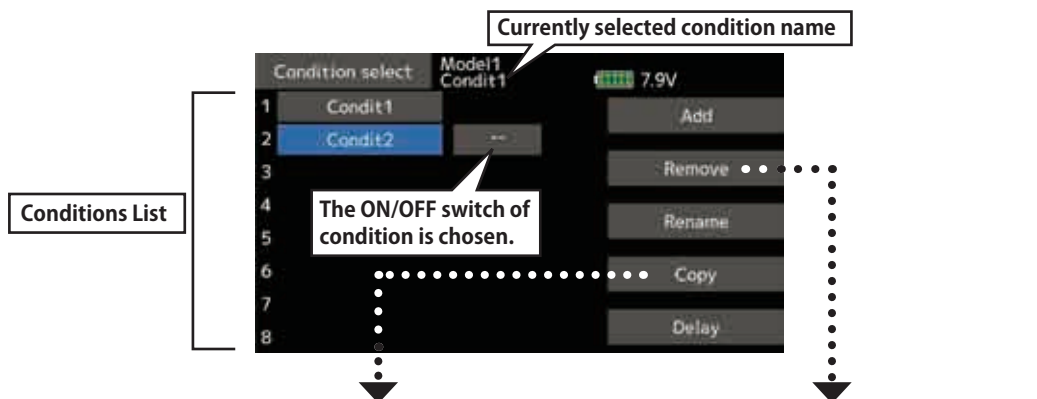 Currently selected condition name
Condition select
Model1
Condit1
7.9V
1 Condit1
2 Condit2 --
3
4
5
6
7
8
Add
Remove
Rename
Copy
Delay
Conditions List
The ON/OFF switch of
condition is chosen.